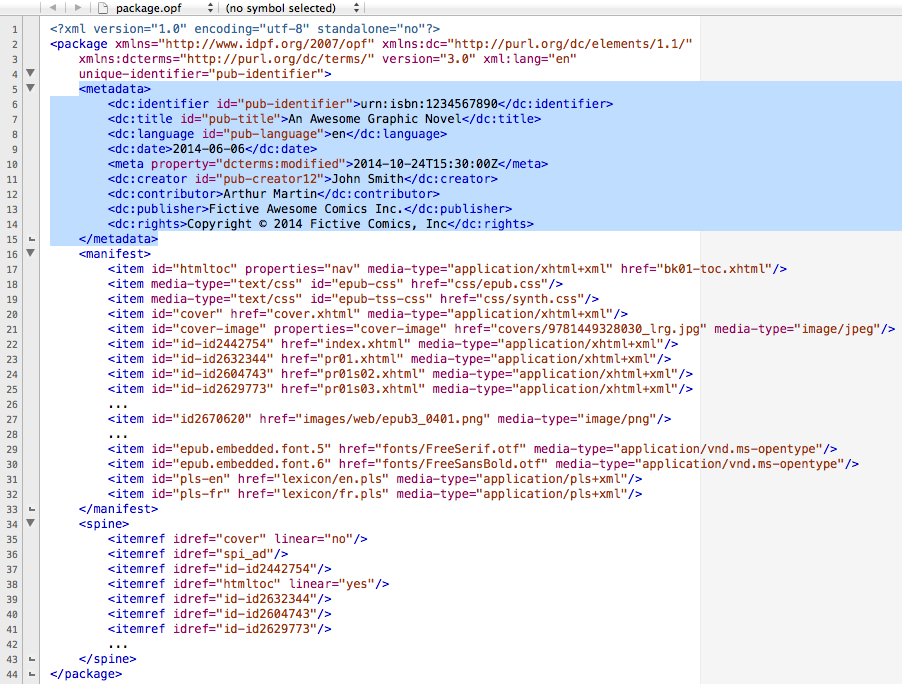 package.opf (no symbol selected)
1 <?xml version="1.0" encoding="utf-8" standalone="no"?>
2 <package xmlns="http://www.idpf.org/2007/opf" xmlns:dc="http://purl.org/dc/elements/1.1/"
3 xmlns:dcterms="http://purl.org/dc/terms/" version="3.0" xml:lang="en"
4 unique-identifier="pub-identifier">
5 <metadata>
6 <dc:identifier id="pub-identifier">urn:isbn:1234567890</dc:identifier>
7 <dc:title id="pub-title">An Awesome Graphic Novel</dc:title>
8 <dc:language id="pub-language">en</dc:language>
9 <dc:date>2014-06-06</dc:date>
10 <meta property="dcterms:modified">2014-10-24T15:30:00Z</meta>
11 <dc:creator id="pub-creator12">John Smith</dc:creator>
12 <dc:contributor>Arthur Martin</dc:contributor>
13 <dc:publisher>Fictive Awesome Comics Inc.</dc:publisher>
14 <dc:rights>Copyright © 2014 Fictive Comics, Inc</dc:rights>
15 </metadata>
16 <manifest>
17 <item id="htmltoc" properties="nav" media-type="application/xhtml+xml" href="bk01-toc.xhtml"/>
18 <item media-type="text/css" id="epub-css" href="css/epub.css"/>
19 <item media-type="text/css" id="epub-tss-css" href="css/synth.css"/>
20 <item id="cover" href="cover.xhtml" media-type="application/xhtml+xml"/>
21 <item id="cover-image" properties="cover-image" href="covers/9781449328030_lrg.jpg" media-type="image/jpeg"/>
22 <item id="id-id2442754" href="index.xhtml" media-type="application/xhtml+xml"/>
23 <item id="id-id2632344" href="pr01.xhtml" media-type="application/xhtml+xml"/>
24 <item id="id-id2604743" href="pr01s02.xhtml" media-type="application/xhtml+xml"/>
25 <item id="id-id2629773" href="pr01s03.xhtml" media-type="application/xhtml+xml"/>
26 ...
27 <item id="id2670620" href="images/web/epub3_0401.png" media-type="image/png"/>
28 ...
29 <item id="epub.embedded.font.5" href="fonts/FreeSerif.otf" media-type="application/vnd.ms-opentype"/>
30 <item id="epub.embedded.font.6" href="fonts/FreeSansBold.otf" media-type="application/vnd.ms-opentype"/>
31 <item id="pls-en" href="lexicon/en.pls" media-type="application/pls+xml"/>
32 <item id="pls-fr" href="lexicon/fr.pls" media-type="application/pls+xml"/>
33 </manifest>
34 <spine>
35 <itemref idref="cover" linear="no"/>
36 <itemref idref="spi_ad"/>
37 <itemref idref="id-id2442754"/>
38 <itemref idref="htmltoc" linear="yes"/>
39 <itemref idref="id-id2632344"/>
40 <itemref idref="id-id2604743"/>
41 <itemref idref="id-id2629773"/>
42 ...
43 </spine>
44 </package>